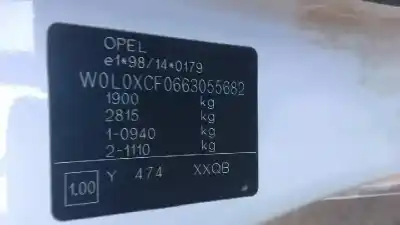 OPEL
e1*98/14*0179
W0L0XCF0663055682
1900 kg
2815 kg
1-0940 kg
2-1110 kg
1.00 Y 474 XXQB